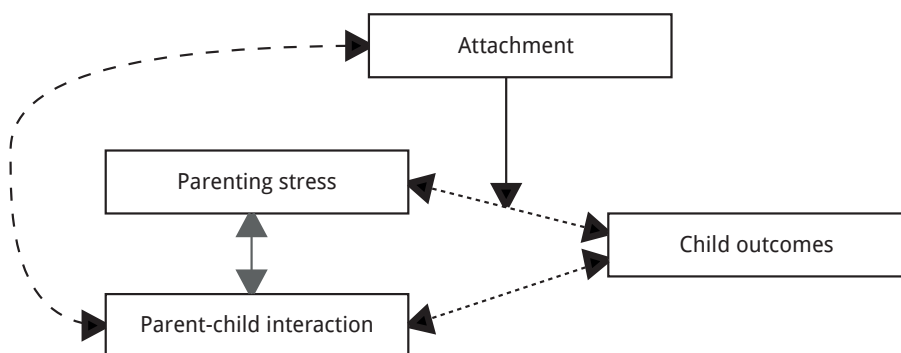 Attachment
Parenting stress
Child outcomes
Parent-child interaction